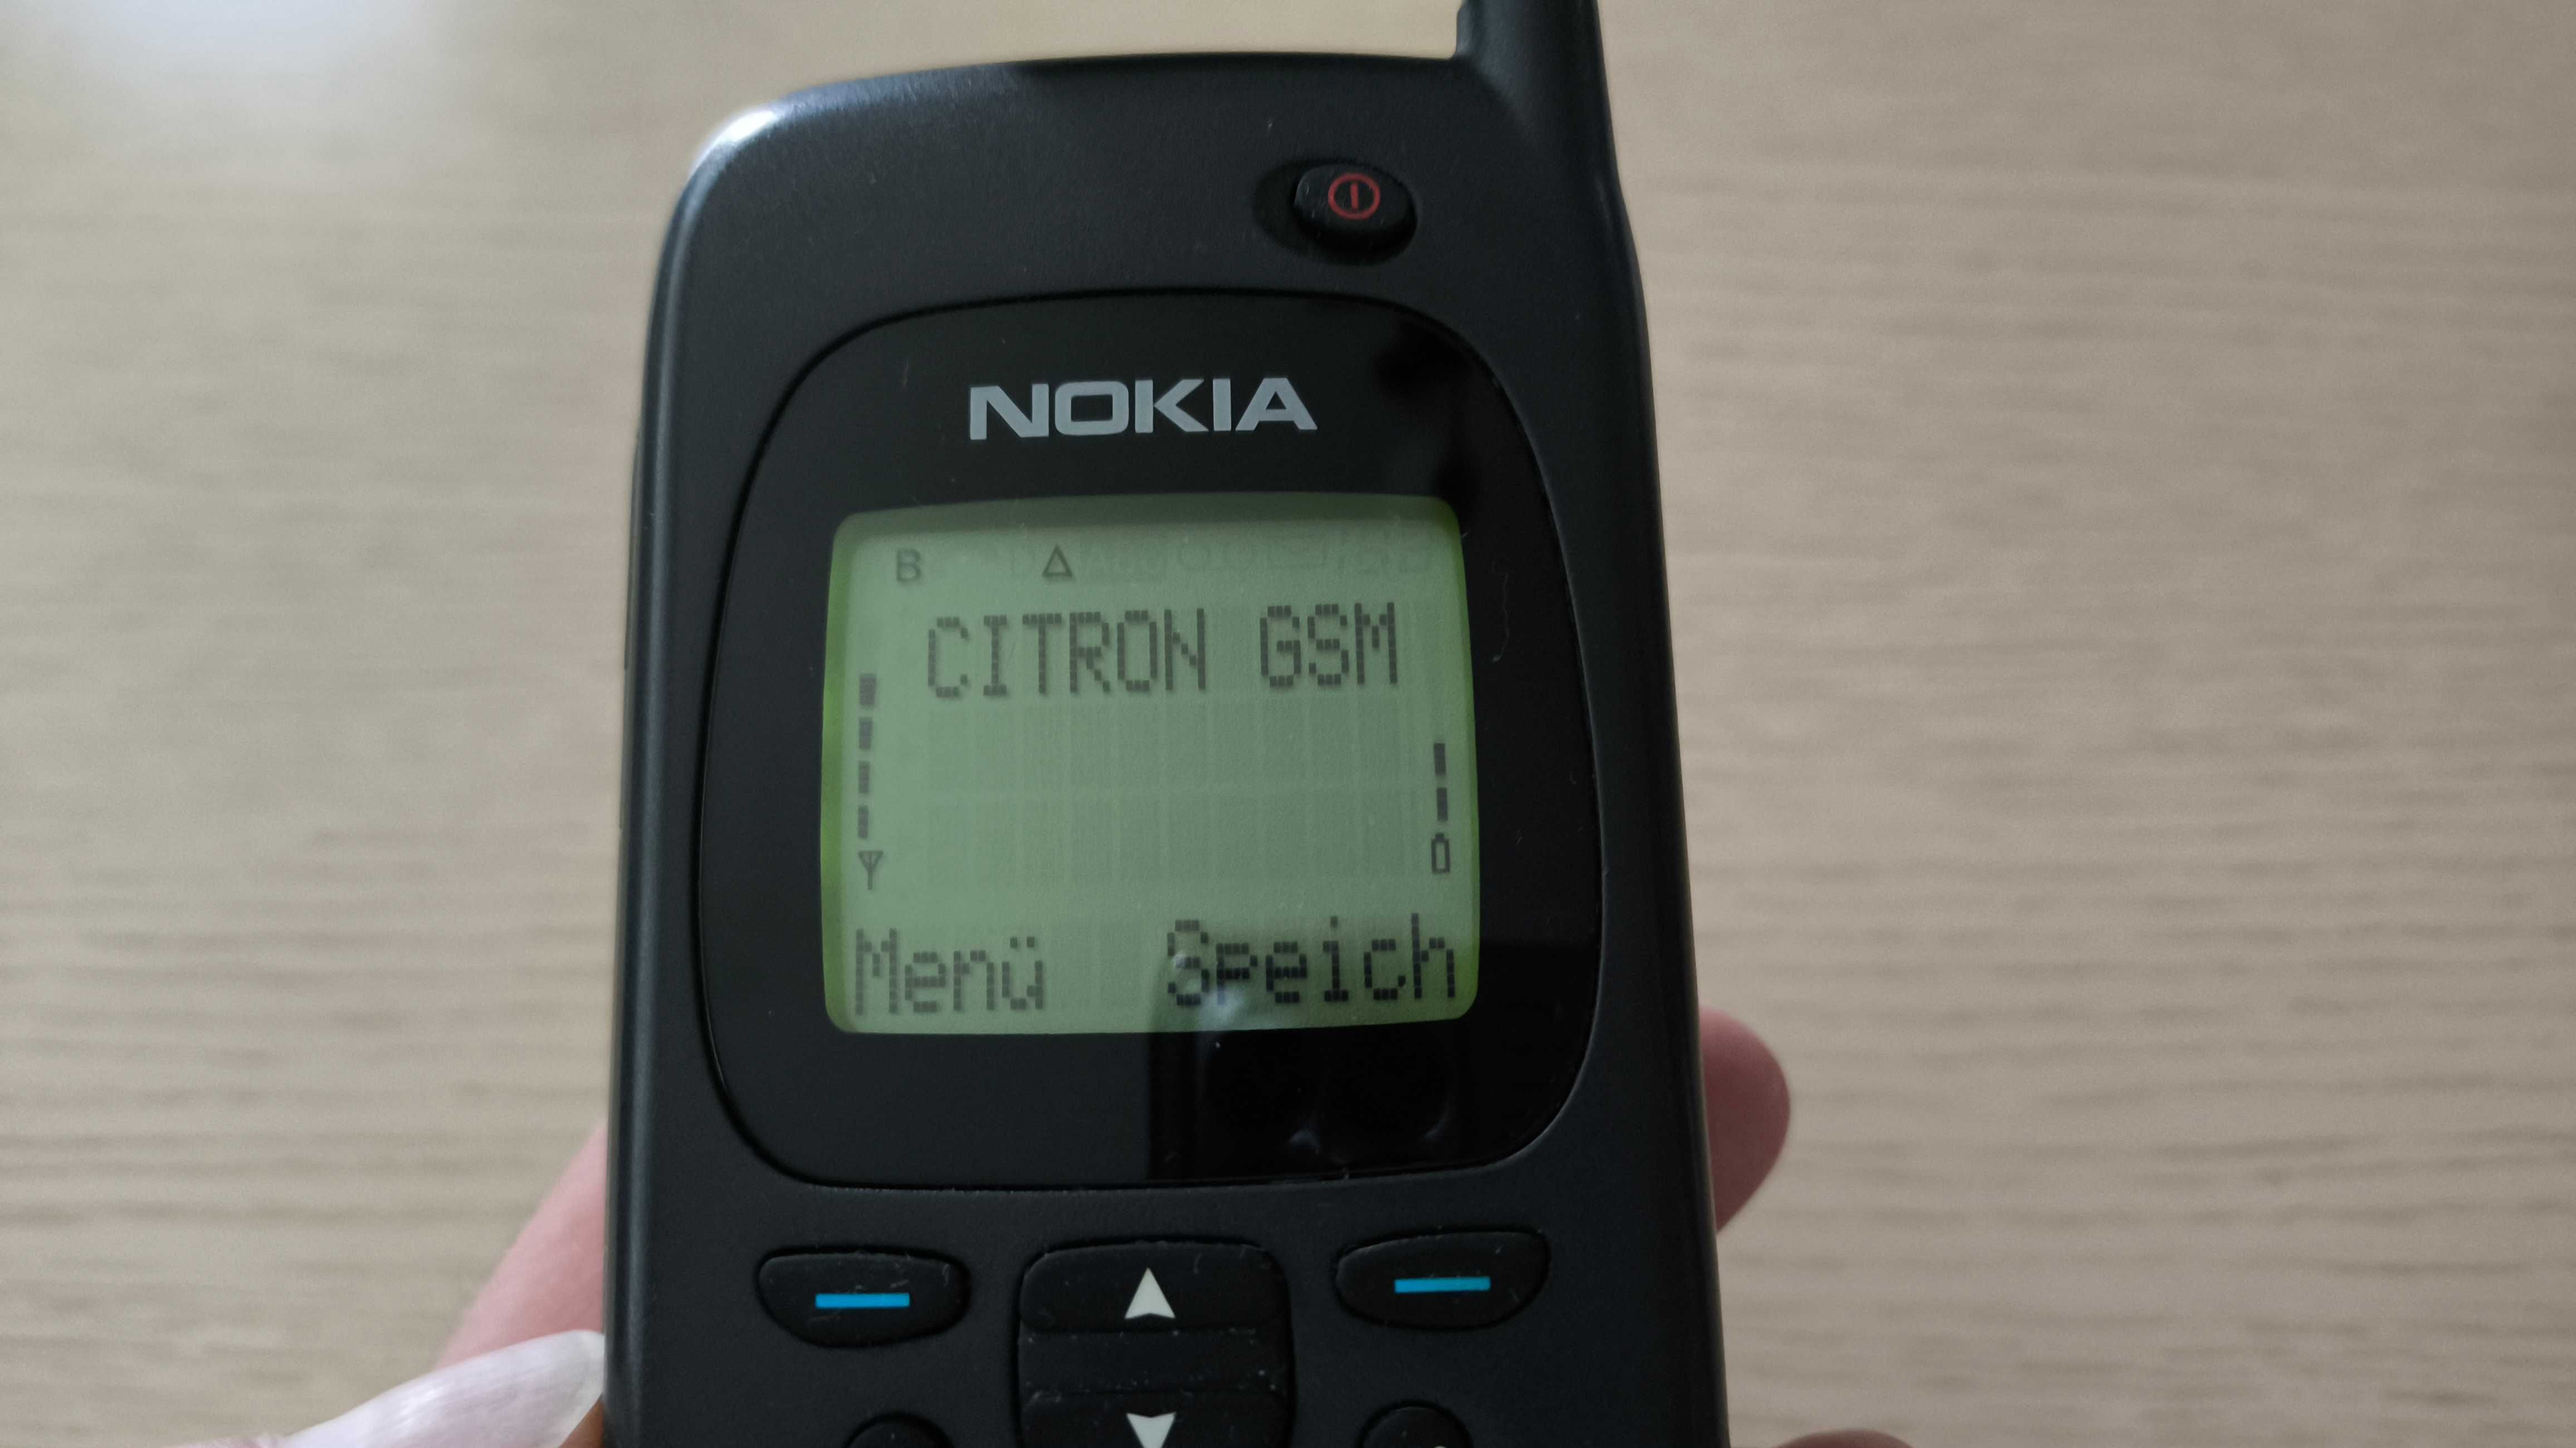 NOKIA
B
CITRON GSM
Menü Speich